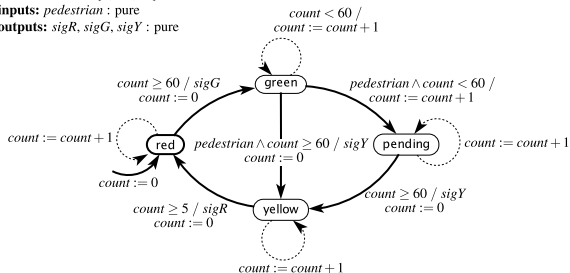 inputs: pedestrian : pure
outputs: sigR, sigG, sigY : pure
count < 60 /
count := count + 1
green
count ≥ 60 / sigG
count := 0
pedestrian ∧ count < 60 /
count := count + 1
count := count + 1
red
pedestrian ∧ count ≥ 60 / sigY
count := 0
pending
count := count + 1
count := 0
count ≥ 5 / sigR
count := 0
yellow
count ≥ 60 / sigY
count := 0
count := count + 1